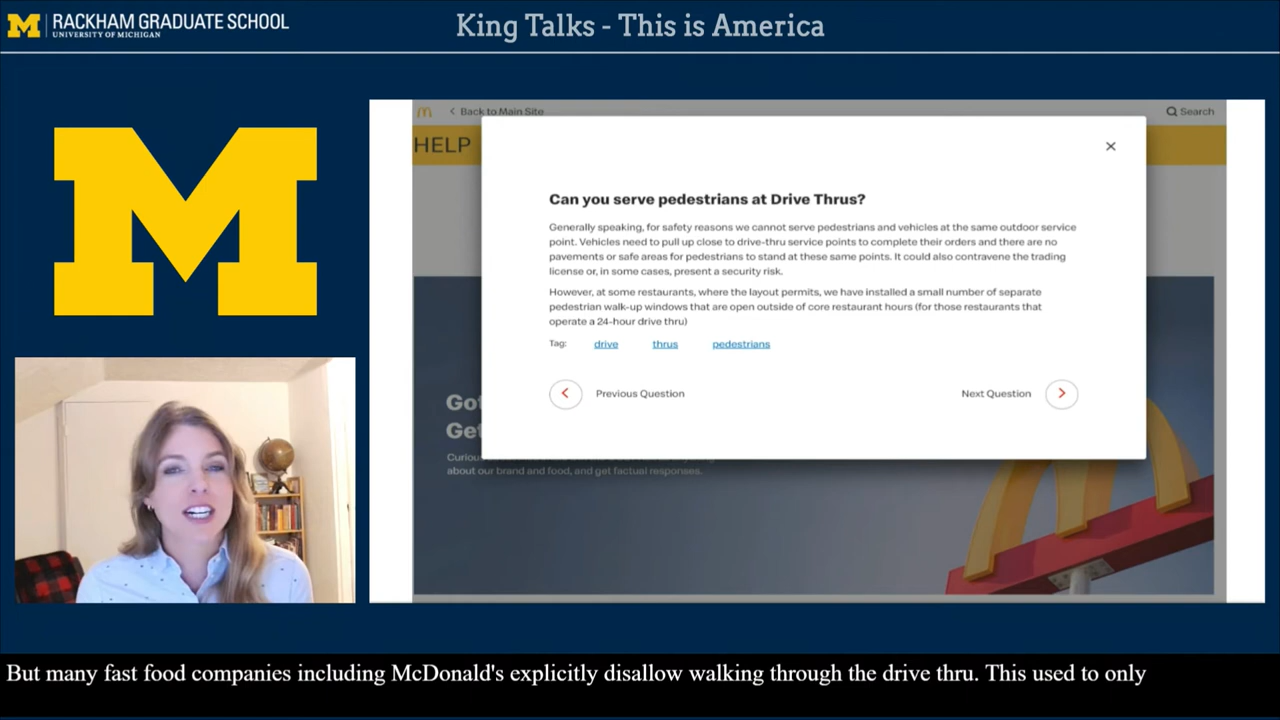 RACKHAM GRADUATE SCHOOL
UNIVERSITY OF MICHIGAN
King Talks - This is America
< Back to Main Site
Search
HELP
Can you serve pedestrians at Drive Thrus?
Generally speaking, for safety reasons we cannot serve pedestrians and vehicles at the same outdoor service
point. Vehicles need to pull up close to drive-thru service points to complete their orders and there are no
pavements or safe areas for pedestrians to stand at these same points. It could also contravene the trading
license or, in some cases, present a security risk.
However, at some restaurants, where the layout permits, we have installed a small number of separate
pedestrian walk-up windows that are open outside of core restaurant hours (for those restaurants that
operate a 24-hour drive thru)
Tag: drive thrus pedestrians
Previous Question
Next Question
Got
Get
Curious
about our brand and food, and get factual responses.
But many fast food companies including McDonald's explicitly disallow walking through the drive thru. This used to only